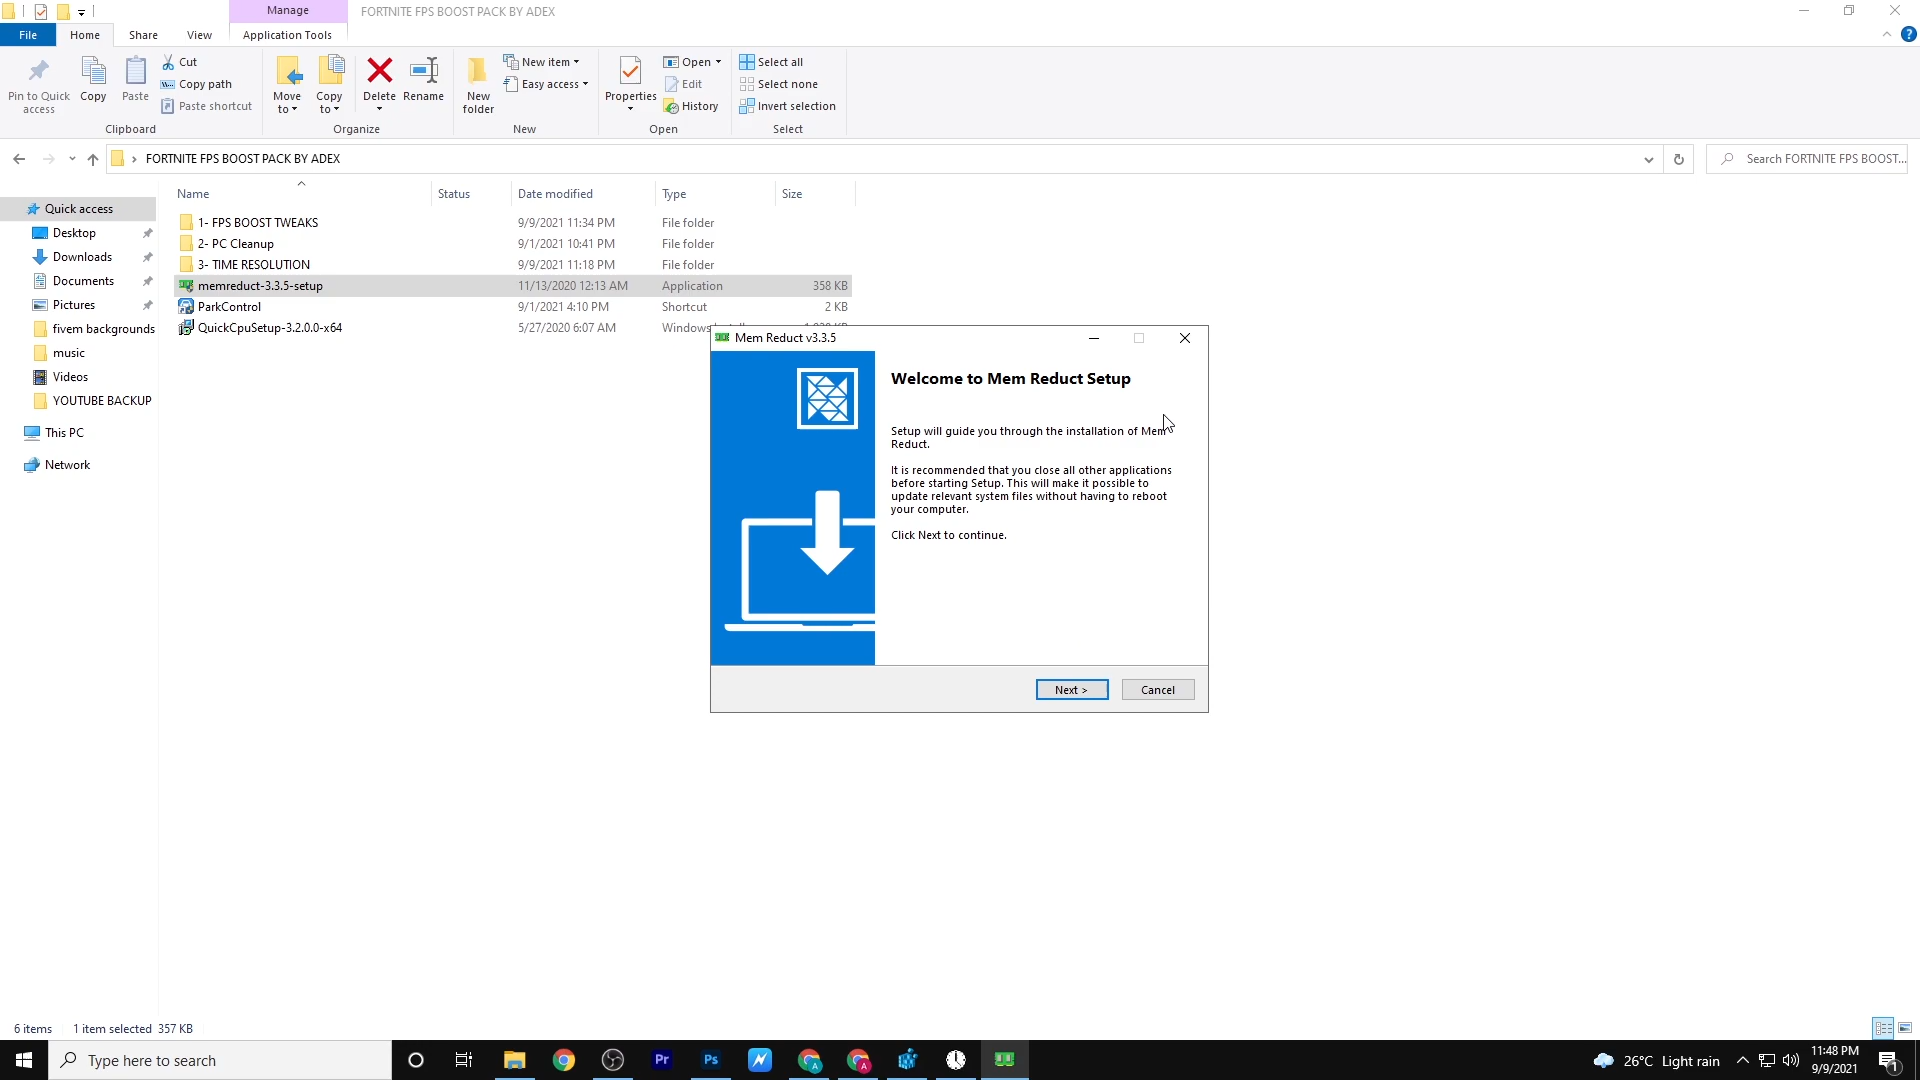 Manage
FORTNITE FPS BOOST PACK BY ADEX
File
Home
Share
View
Application Tools
Pin to Quick access
Copy
Paste
Cut
Copy path
Paste shortcut
Clipboard
Move to
Copy to
Delete
Rename
Organize
New folder
New item
Easy access
New
Properties
Open
Edit
History
Open
Select all
Select none
Invert selection
Select
FORTNITE FPS BOOST PACK BY ADEX
Search FORTNITE FPS BOOST...
Name
Status
Date modified
Type
Size
1- FPS BOOST TWEAKS 9/9/2021 11:34 PM File folder
2- PC Cleanup 9/1/2021 10:41 PM File folder
3- TIME RESOLUTION 9/9/2021 11:18 PM File folder
memreduct-3.3.5-setup 11/13/2020 12:13 AM Application 358 KB
ParkControl 9/1/2021 4:10 PM Shortcut 2 KB
QuickCpuSetup-3.2.0.0-x64 5/27/2020 6:07 AM Windows
Quick access
Desktop
Downloads
Documents
Pictures
fivem backgrounds
music
Videos
YOUTUBE BACKUP
This PC
Network
Mem Reduct v3.3.5
Welcome to Mem Reduct Setup
Setup will guide you through the installation of Mem
Reduct.
It is recommended that you close all other applications
before starting Setup. This will make it possible to
update relevant system files without having to reboot
your computer.
Click Next to continue.
Next >
Cancel
6 items
1 item selected 357 KB
Type here to search
Pr
Ps
A
A
26°C Light rain
11:48 PM
9/9/2021
1